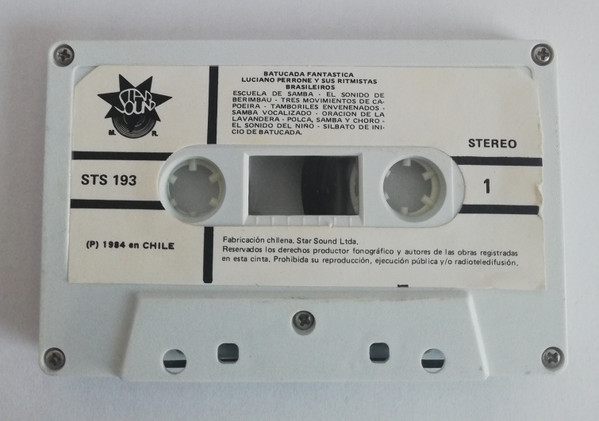 BATUCADA FANTASTICA
LUCIANO PERRONE Y SUS RITMISTAS
BRASILEIROS
ESCUELA DE SAMBA - EL SONIDO DE
BERIMBAU - TRES MOVIMIENTOS DE CA-
POEIRA - TAMBORILES ENVENENADOS -
SAMBA VOCALIZADO - ORACION DE LA
LAVANDERA - POLCA, SAMBA Y CHORO -
EL SONIDO DEL NIÑO - SILBATO DE INI-
CIO DE BATUCADA.
STAR
SOUND
M. R.
STEREO
STS 193
1
(P) 1984 en CHILE
Fabricación chilena, Star Sound Ltda.
Reservados los derechos productor fonográfico y autores de las obras registradas
en esta cinta. Prohibida su reproducción, ejecución pública y/o radioteledifusión.